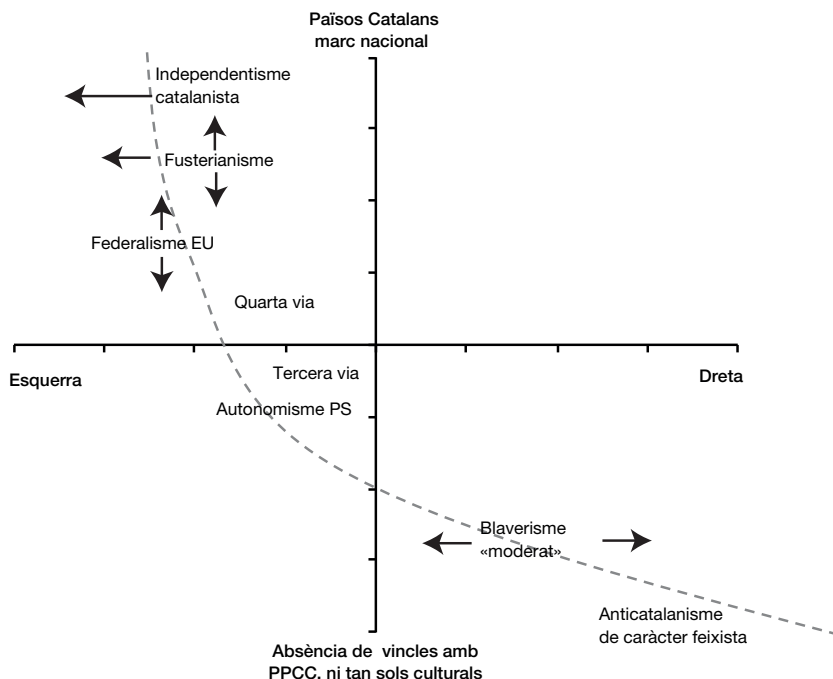 Països Catalans
marc nacional
Independentisme
catalanista
Fusterianisme
Federalisme EU
Quarta via
Esquerra
Tercera via
Dreta
Autonomisme PS
Blaverisme
«moderat»
Anticatalanisme
de caràcter feixista
Absència de vincles amb
PPCC, ni tan sols culturals